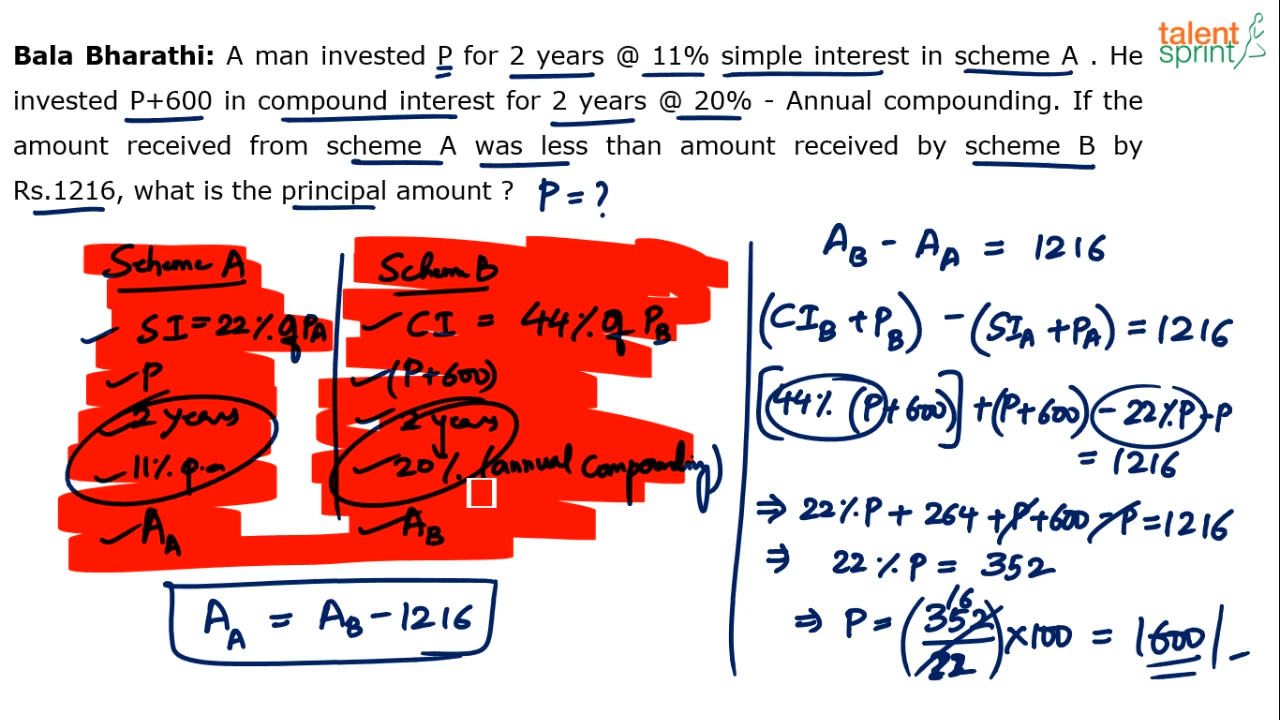 talent
sprint
Bala Bharathi: A man invested P for 2 years @ 11% simple interest in scheme A . He
invested P+600 in compound interest for 2 years @ 20% - Annual compounding. If the
amount received from scheme A was less than amount received by scheme B by
Rs.1216, what is the principal amount ? P = ?
Scheme A
SI = 22% of PA
P
2 years
11% p.a
AA
Scheme B
CI = 44% of PB
(P+600)
2 years
20% (annual Compounding)
AB
AA = AB - 1216
AB - AA = 1216
(CIB + PB) - (SIA + PA) = 1216
[44% (P+600)] + (P+600) - 22%P - P
= 1216
⇒ 22%P + 264 + P + 600 - P = 1216
⇒ 22%P = 352
16
⇒ P = (352/22) × 100 = 1600/-